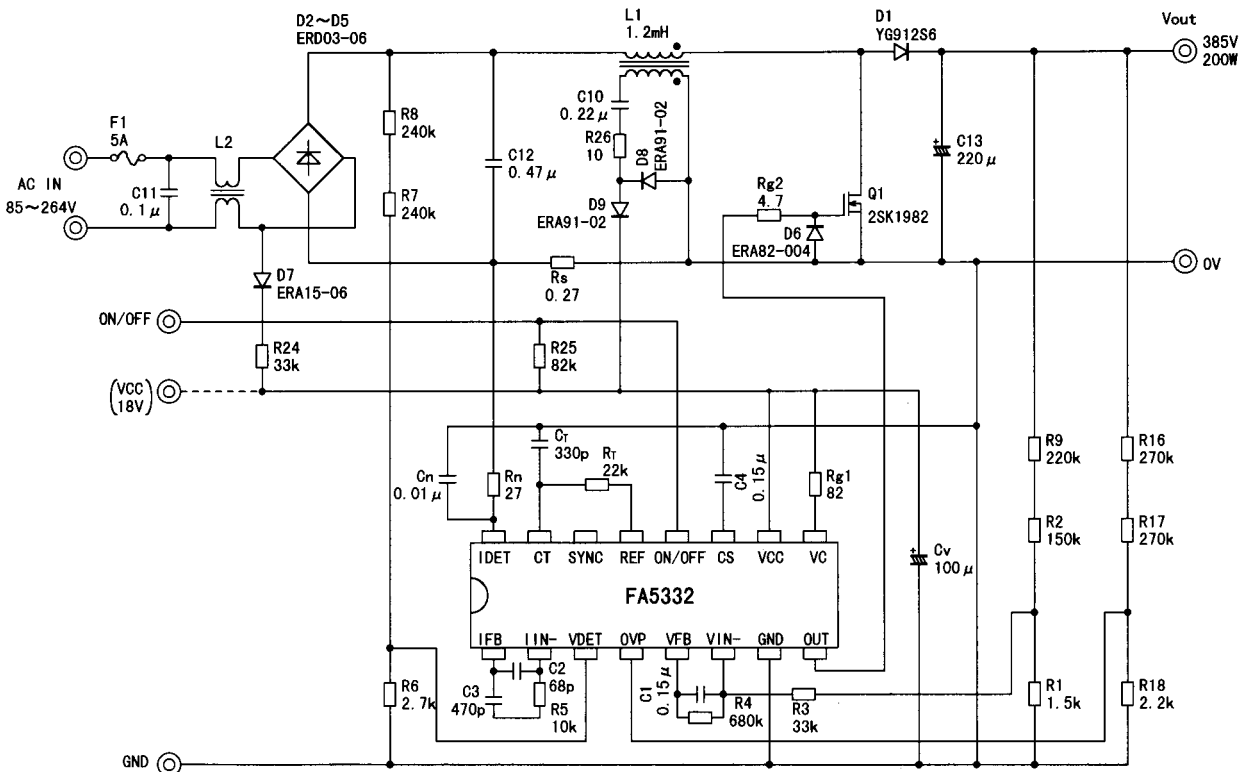 D2～D5
ERD03-06
L1
1.2mH
D1
YG912S6
Vout
385V
200W
F1
5A
L2
C11
0.1μ
AC IN
85～264V
R8
240k
R7
240k
C12
0.47μ
C10
0.22μ
R26
10
D8
ERA91-02
D9
ERA91-02
Rg2
4.7
Q1
2SK1982
D6
ERA82-004
C13
220μ
0V
D7
ERA15-06
Rs
0.27
ON/OFF
R24
33k
R25
82k
(VCC
18V)
CT
330p
RT
22k
Cn
0.01μ
Rn
27
C4
0.15μ
Rg1
82
R9
220k
R16
270k
R2
150k
R17
270k
Cv
100μ
IDET CT SYNC REF ON/OFF CS VCC VC
FA5332
IFB IIN- VDET OVP VFB VIN- GND OUT
C2
68p
C3
470p
R5
10k
C1
0.15μ
R4
680k
R3
33k
R6
2.7k
R1
1.5k
R18
2.2k
GND